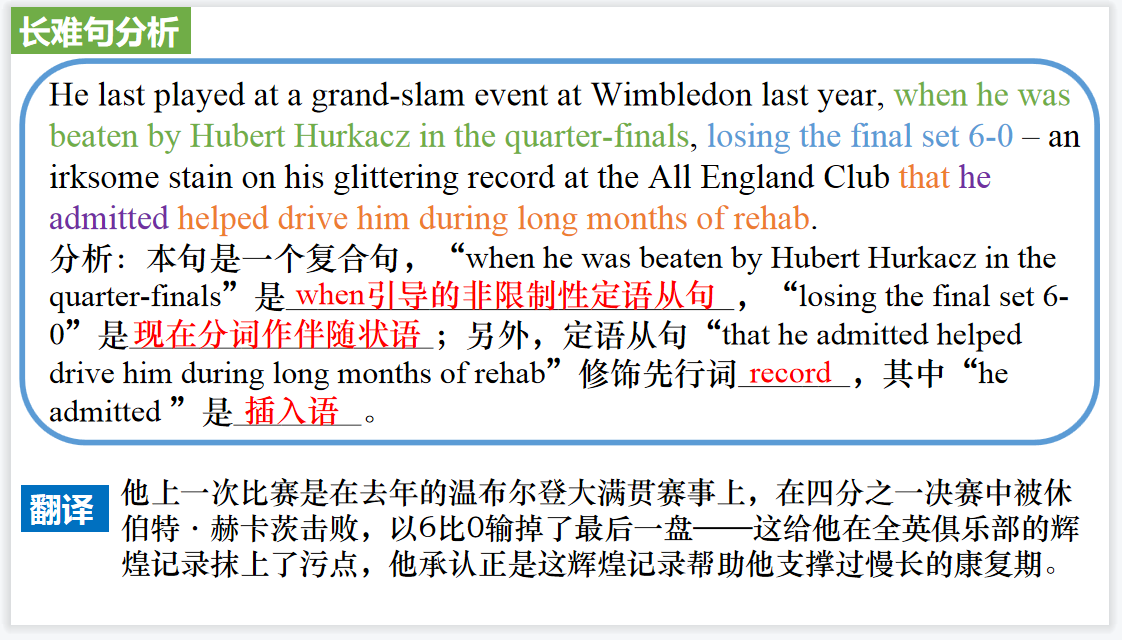 长难句分析
He last played at a grand-slam event at Wimbledon last year, when he was
beaten by Hubert Hurkacz in the quarter-finals, losing the final set 6-0 – an
irksome stain on his glittering record at the All England Club that he
admitted helped drive him during long months of rehab.
分析：本句是一个复合句，“when he was beaten by Hubert Hurkacz in the
quarter-finals”是 when引导的非限制性定语从句 ，“losing the final set 6-
0”是现在分词作伴随状语；另外，定语从句“that he admitted helped
drive him during long months of rehab”修饰先行词 record ，其中“he
admitted ”是 插入语 。
翻译
他上一次比赛是在去年的温布尔登大满贯赛事上，在四分之一决赛中被休
伯特·赫卡茨击败，以6比0输掉了最后一盘——这给他在全英俱乐部的辉
煌记录抹上了污点，他承认正是这辉煌记录帮助他支撑过慢长的康复期。